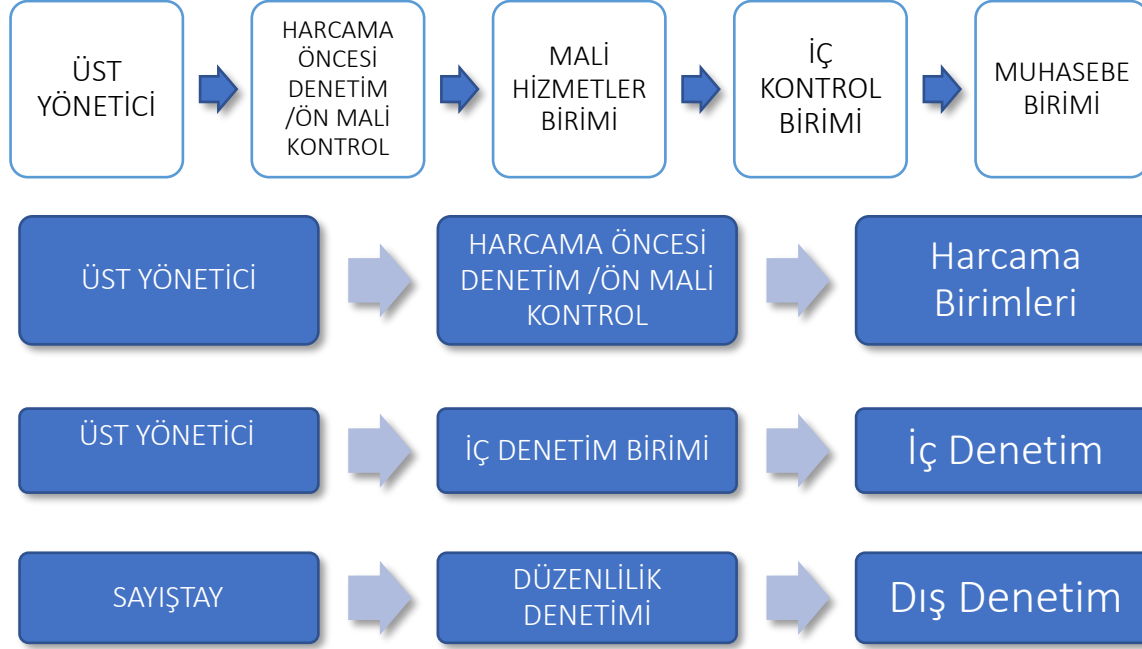 ÜST
YÖNETİCİ
HARCAMA
ÖNCESİ
DENETİM
/ÖN MALİ
KONTROL
MALİ
HİZMETLER
BİRİMİ
İÇ
KONTROL
BİRİMİ
MUHASEBE
BİRİMİ
ÜST YÖNETİCİ
HARCAMA ÖNCESİ
DENETİM /ÖN MALİ
KONTROL
Harcama
Birimleri
ÜST YÖNETİCİ
İÇ DENETİM BİRİMİ
İç Denetim
SAYIŞTAY
DÜZENLİLİK
DENETİMİ
Dış Denetim